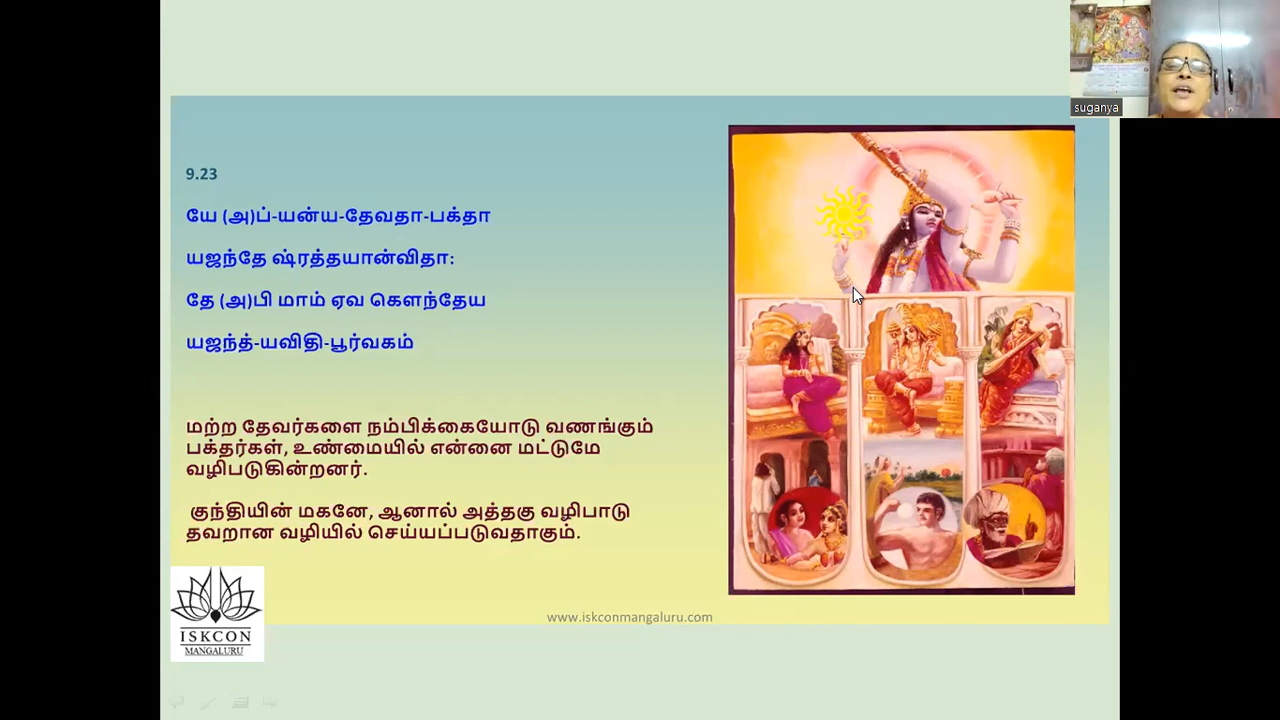 suganya
9.23
யே (அ)ப்-யன்ய-தேவதா-பக்தா
யஜந்தே ஷ்ரத்தயான்விதா:
தே (அ)பி மாம் ஏவ கௌந்தேய
யஜந்த்-யவிதி-பூர்வகம்
மற்ற தேவர்களை நம்பிக்கையோடு வணங்கும்
பக்தர்கள், உண்மையில் என்னை மட்டுமே
வழிபடுகின்றனர்.
குந்தியின் மகனே, ஆனால் அத்தகு வழிபாடு
தவறான வழியில் செய்யப்படுவதாகும்.
ISKCON
MANGALURU
www.iskconmangaluru.com